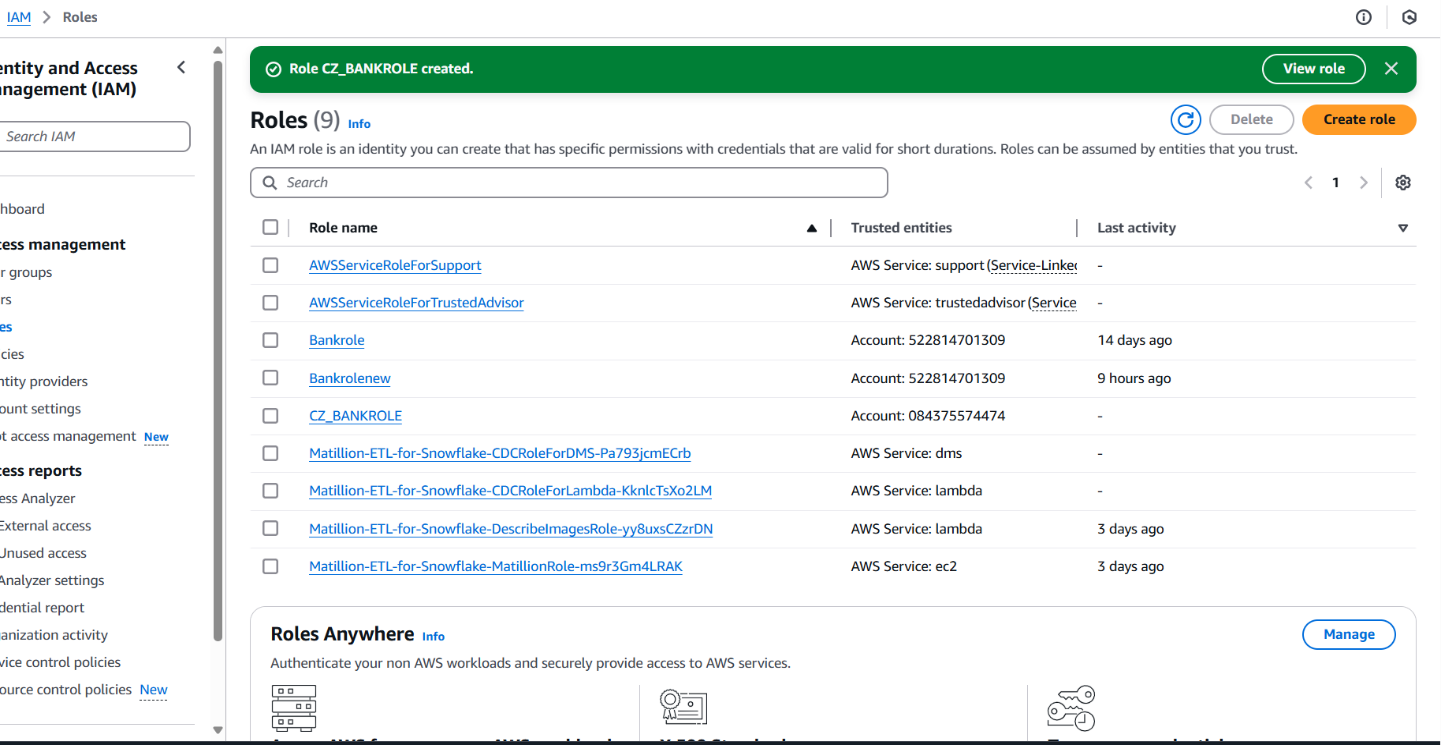 IAM > Roles
entity and Access
anagement (IAM)
Search IAM
hboard
cess management
r groups
rs
es
cies
ntity providers
ount settings
ot access management New
cess reports
ess Analyzer
External access
Unused access
Analyzer settings
dential report
anization activity
vice control policies
ource control policies New
Role CZ_BANKROLE created.
View role
Roles (9) Info
Delete
Create role
An IAM role is an identity you can create that has specific permissions with credentials that are valid for short durations. Roles can be assumed by entities that you trust.
Search
1
Role name Trusted entities Last activity
AWSServiceRoleForSupport AWS Service: support (Service-Linked -
AWSServiceRoleForTrustedAdvisor AWS Service: trustedadvisor (Service -
Bankrole Account: 522814701309 14 days ago
Bankrolenew Account: 522814701309 9 hours ago
CZ_BANKROLE Account: 084375574474 -
Matillion-ETL-for-Snowflake-CDCRoleForDMS-Pa793jcmECrb AWS Service: dms -
Matillion-ETL-for-Snowflake-CDCRoleForLambda-KknlcTsXo2LM AWS Service: lambda -
Matillion-ETL-for-Snowflake-DescribeImagesRole-yy8uxsCZzrDN AWS Service: lambda 3 days ago
Matillion-ETL-for-Snowflake-MatillionRole-ms9r3Gm4LRAK AWS Service: ec2 3 days ago
Roles Anywhere Info
Manage
Authenticate your non AWS workloads and securely provide access to AWS services.